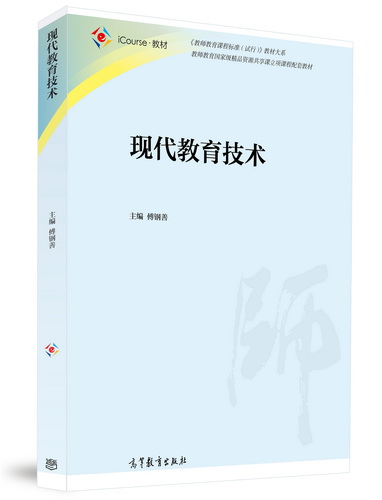 现代教育技术
主编 傅钢善
iCourse·教材
《教师教育课程标准（试行）》教材大系
教师教育国家级精品资源共享课立项课程配套教材
现代教育技术
主编 傅钢善
师
高等教育出版社